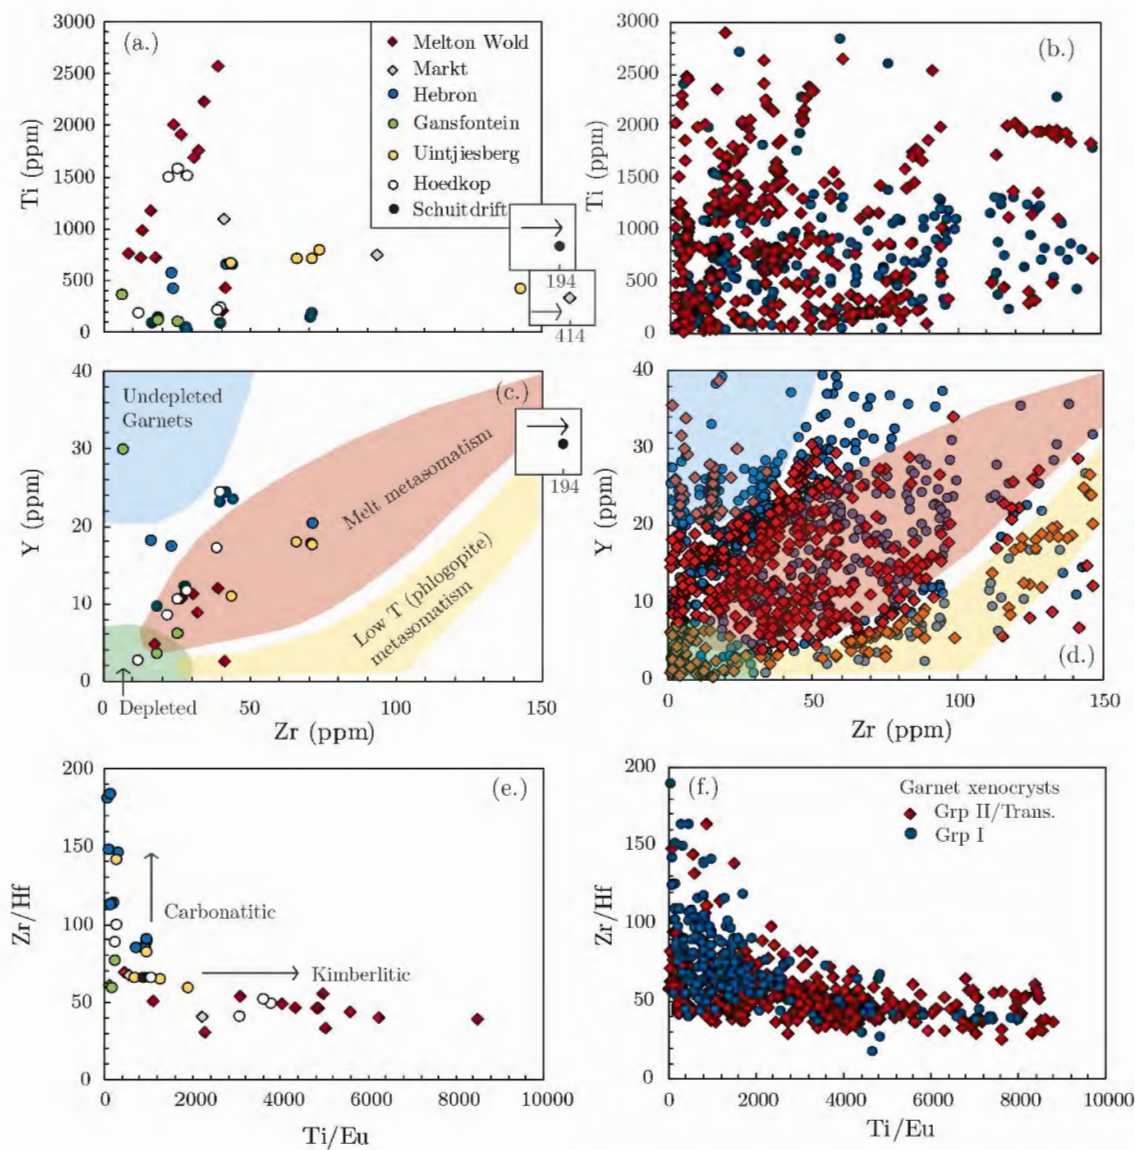 3000
2500
2000
1500
1000
500
0
Ti (ppm)
(a.)
Melton Wold
Markt
Hebron
Gansfontein
Uintjiesberg
Hoedkop
Schuitdrift
194
414
3000
2500
2000
1500
1000
500
0
Ti (ppm)
(b.)
40
30
20
10
0
Y (ppm)
Undepleted
Garnets
(c.)
Melt metasomatism
Low T (phlogopite)
metasomatism
194
Depleted
0
50
100
150
Zr (ppm)
40
30
20
10
0
Y (ppm)
(d.)
0
50
100
150
Zr (ppm)
200
150
100
50
0
Zr/Hf
(e.)
Carbonatitic
Kimberlitic
0
2000
4000
6000
8000
10000
Ti/Eu
200
150
100
50
0
Zr/Hf
(f.)
Garnet xenocrysts
Grp II/Trans.
Grp I
0
2000
4000
6000
8000
10000
Ti/Eu